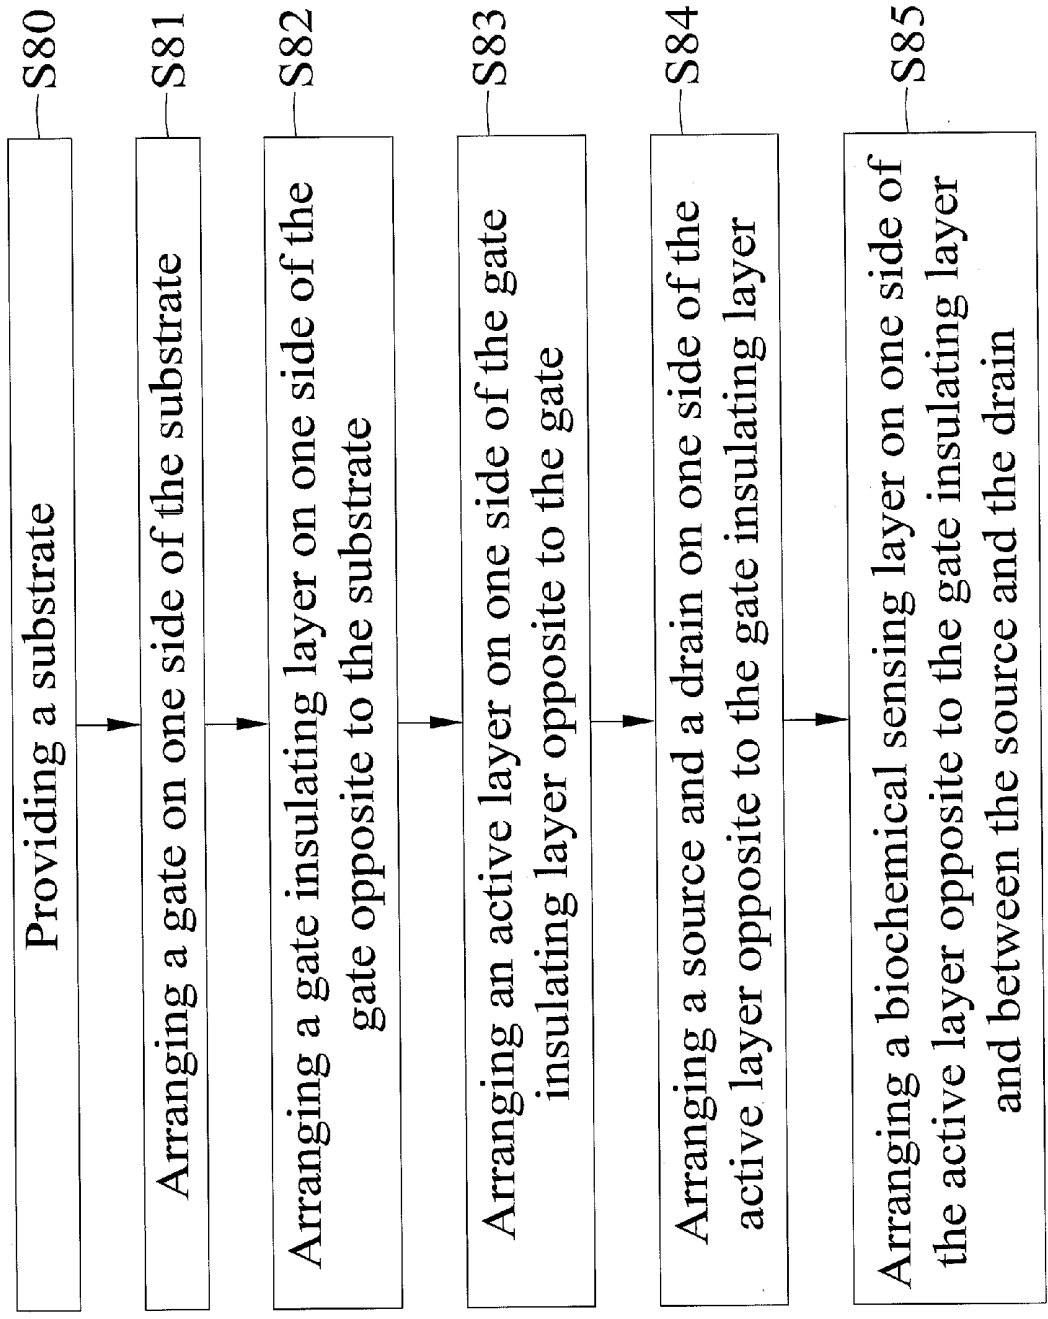 Providing a substrate
S80
Arranging a gate on one side of the substrate
S81
Arranging a gate insulating layer on one side of the
gate opposite to the substrate
S82
Arranging an active layer on one side of the gate
insulating layer opposite to the gate
S83
Arranging a source and a drain on one side of the
active layer opposite to the gate insulating layer
S84
Arranging a biochemical sensing layer on one side of
the active layer opposite to the gate insulating layer
and between the source and the drain
S85